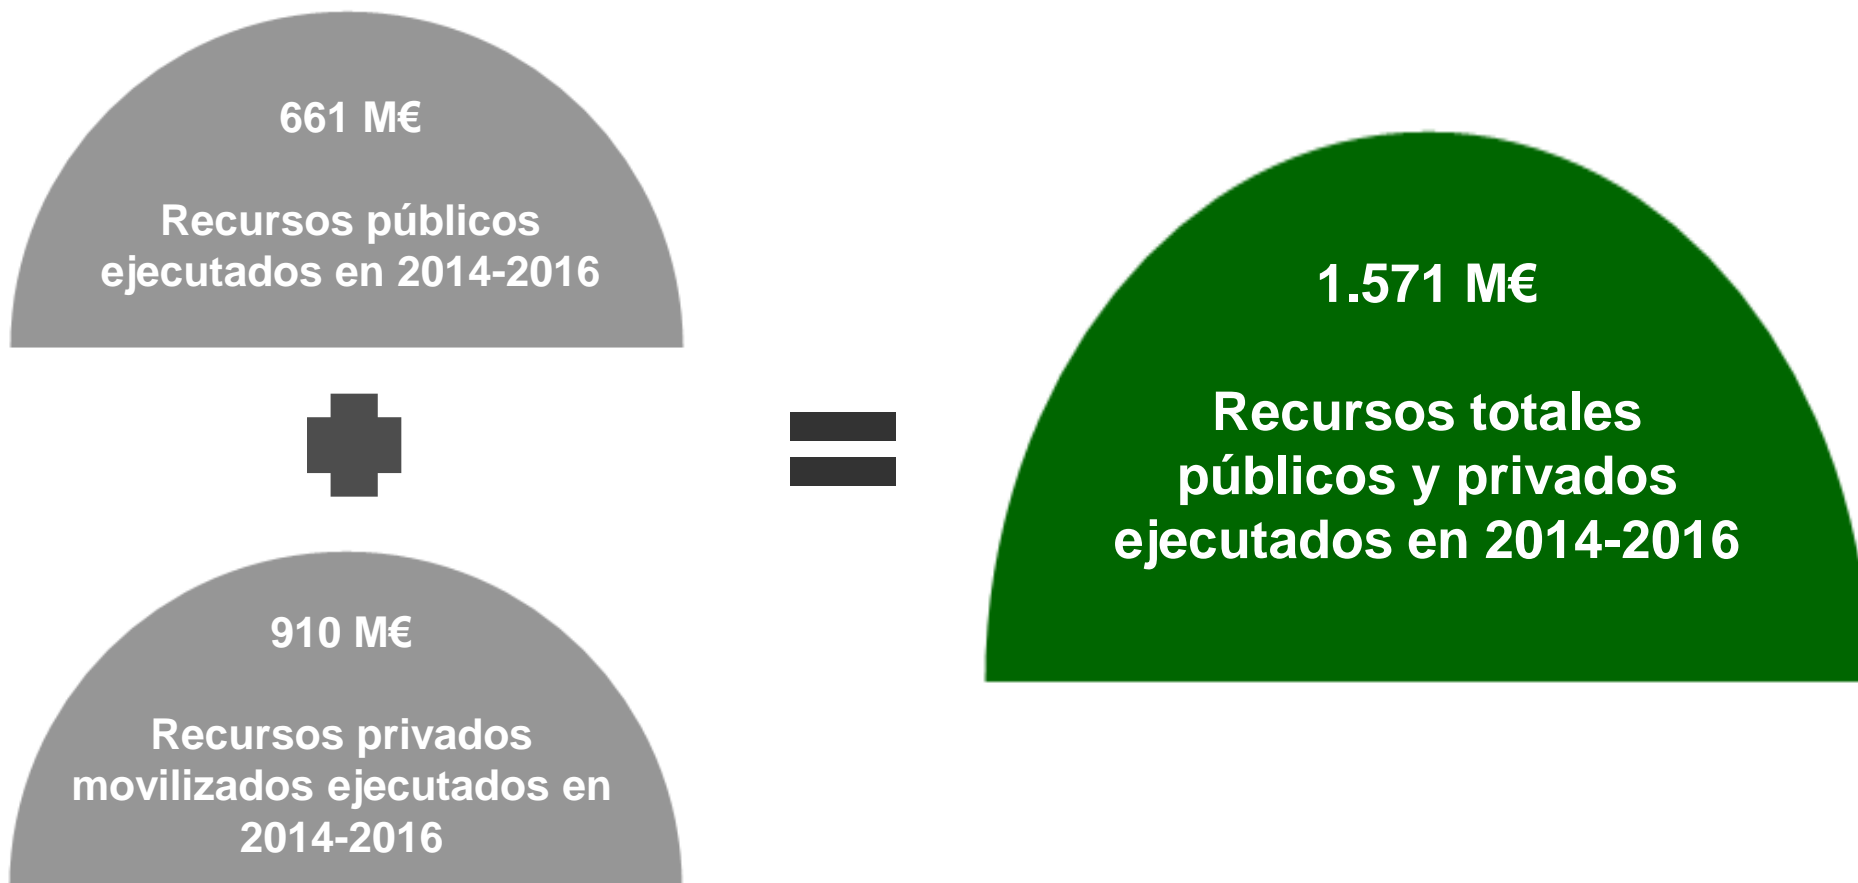 661 M€
Recursos públicos
ejecutados en 2014-2016
910 M€
Recursos privados
movilizados ejecutados en
2014-2016
1.571 M€
Recursos totales
públicos y privados
ejecutados en 2014-2016